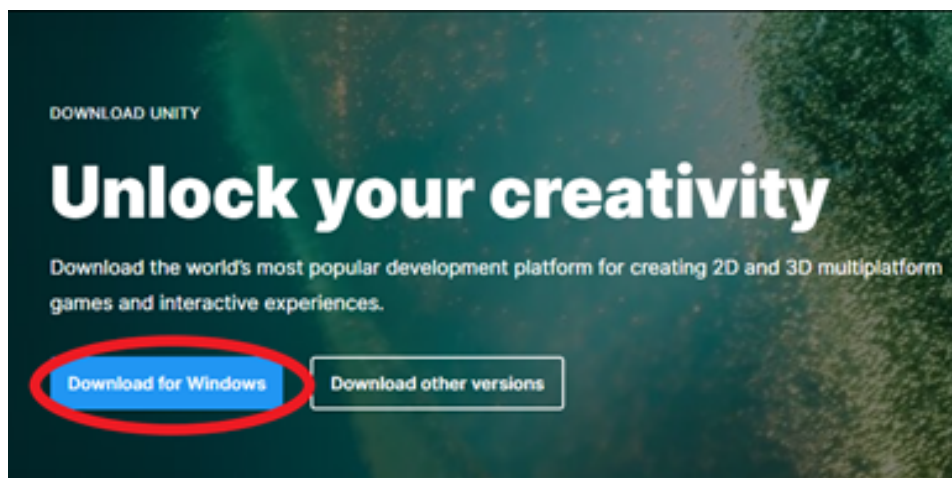 DOWNLOAD UNITY
Unlock your creativity
Download the world's most popular development platform for creating 2D and 3D multiplatform
games and interactive experiences.
Download for Windows
Download other versions